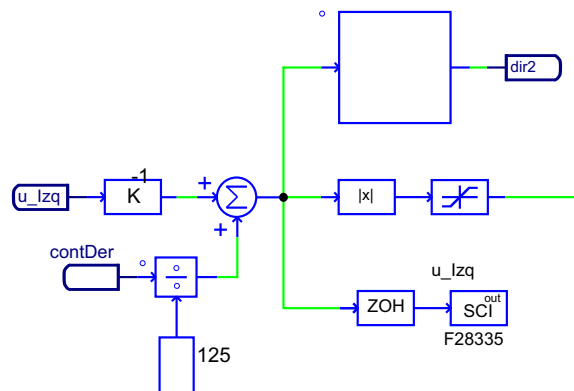 dir2
-1
u_Izq
K
+
Σ
|x|
+
contDer
÷
u_Izq
ZOH
SCI
out
125
F28335